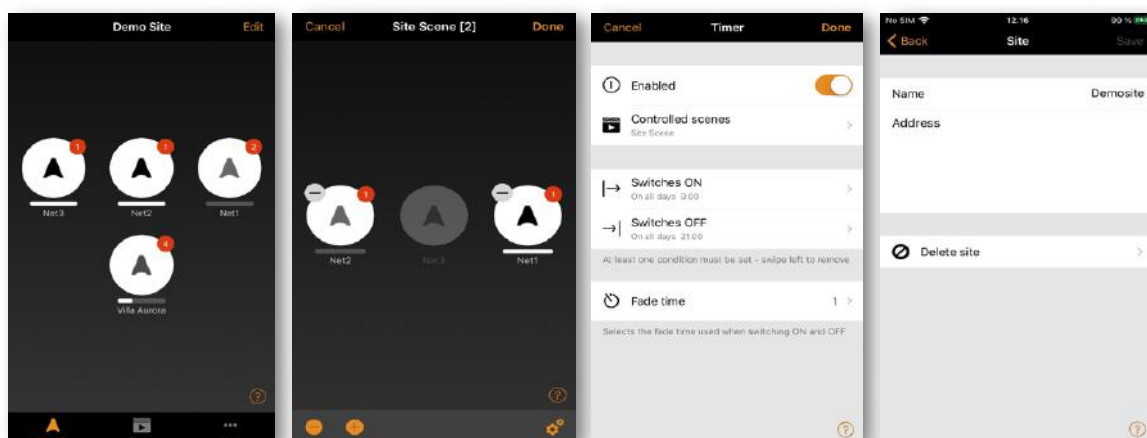 Demo Site
Edit
1
1
2
Net3
Net2
Net1
4
Villa Aurora
?
Cancel
Site Scene [2]
Done
1
1
Net2
Net3
Net1
?
Cancel
Timer
Done
Enabled
Controlled scenes
Site Scene
Switches ON
On all days 9.00
Switches OFF
On all days 21.00
At least one condition must be set - swipe left to remove
Fade time
1
Selects the fade time used when switching ON and OFF
?
No SIM
12.16
99 %
Back
Site
Save
Name
Demosite
Address
Delete site
?